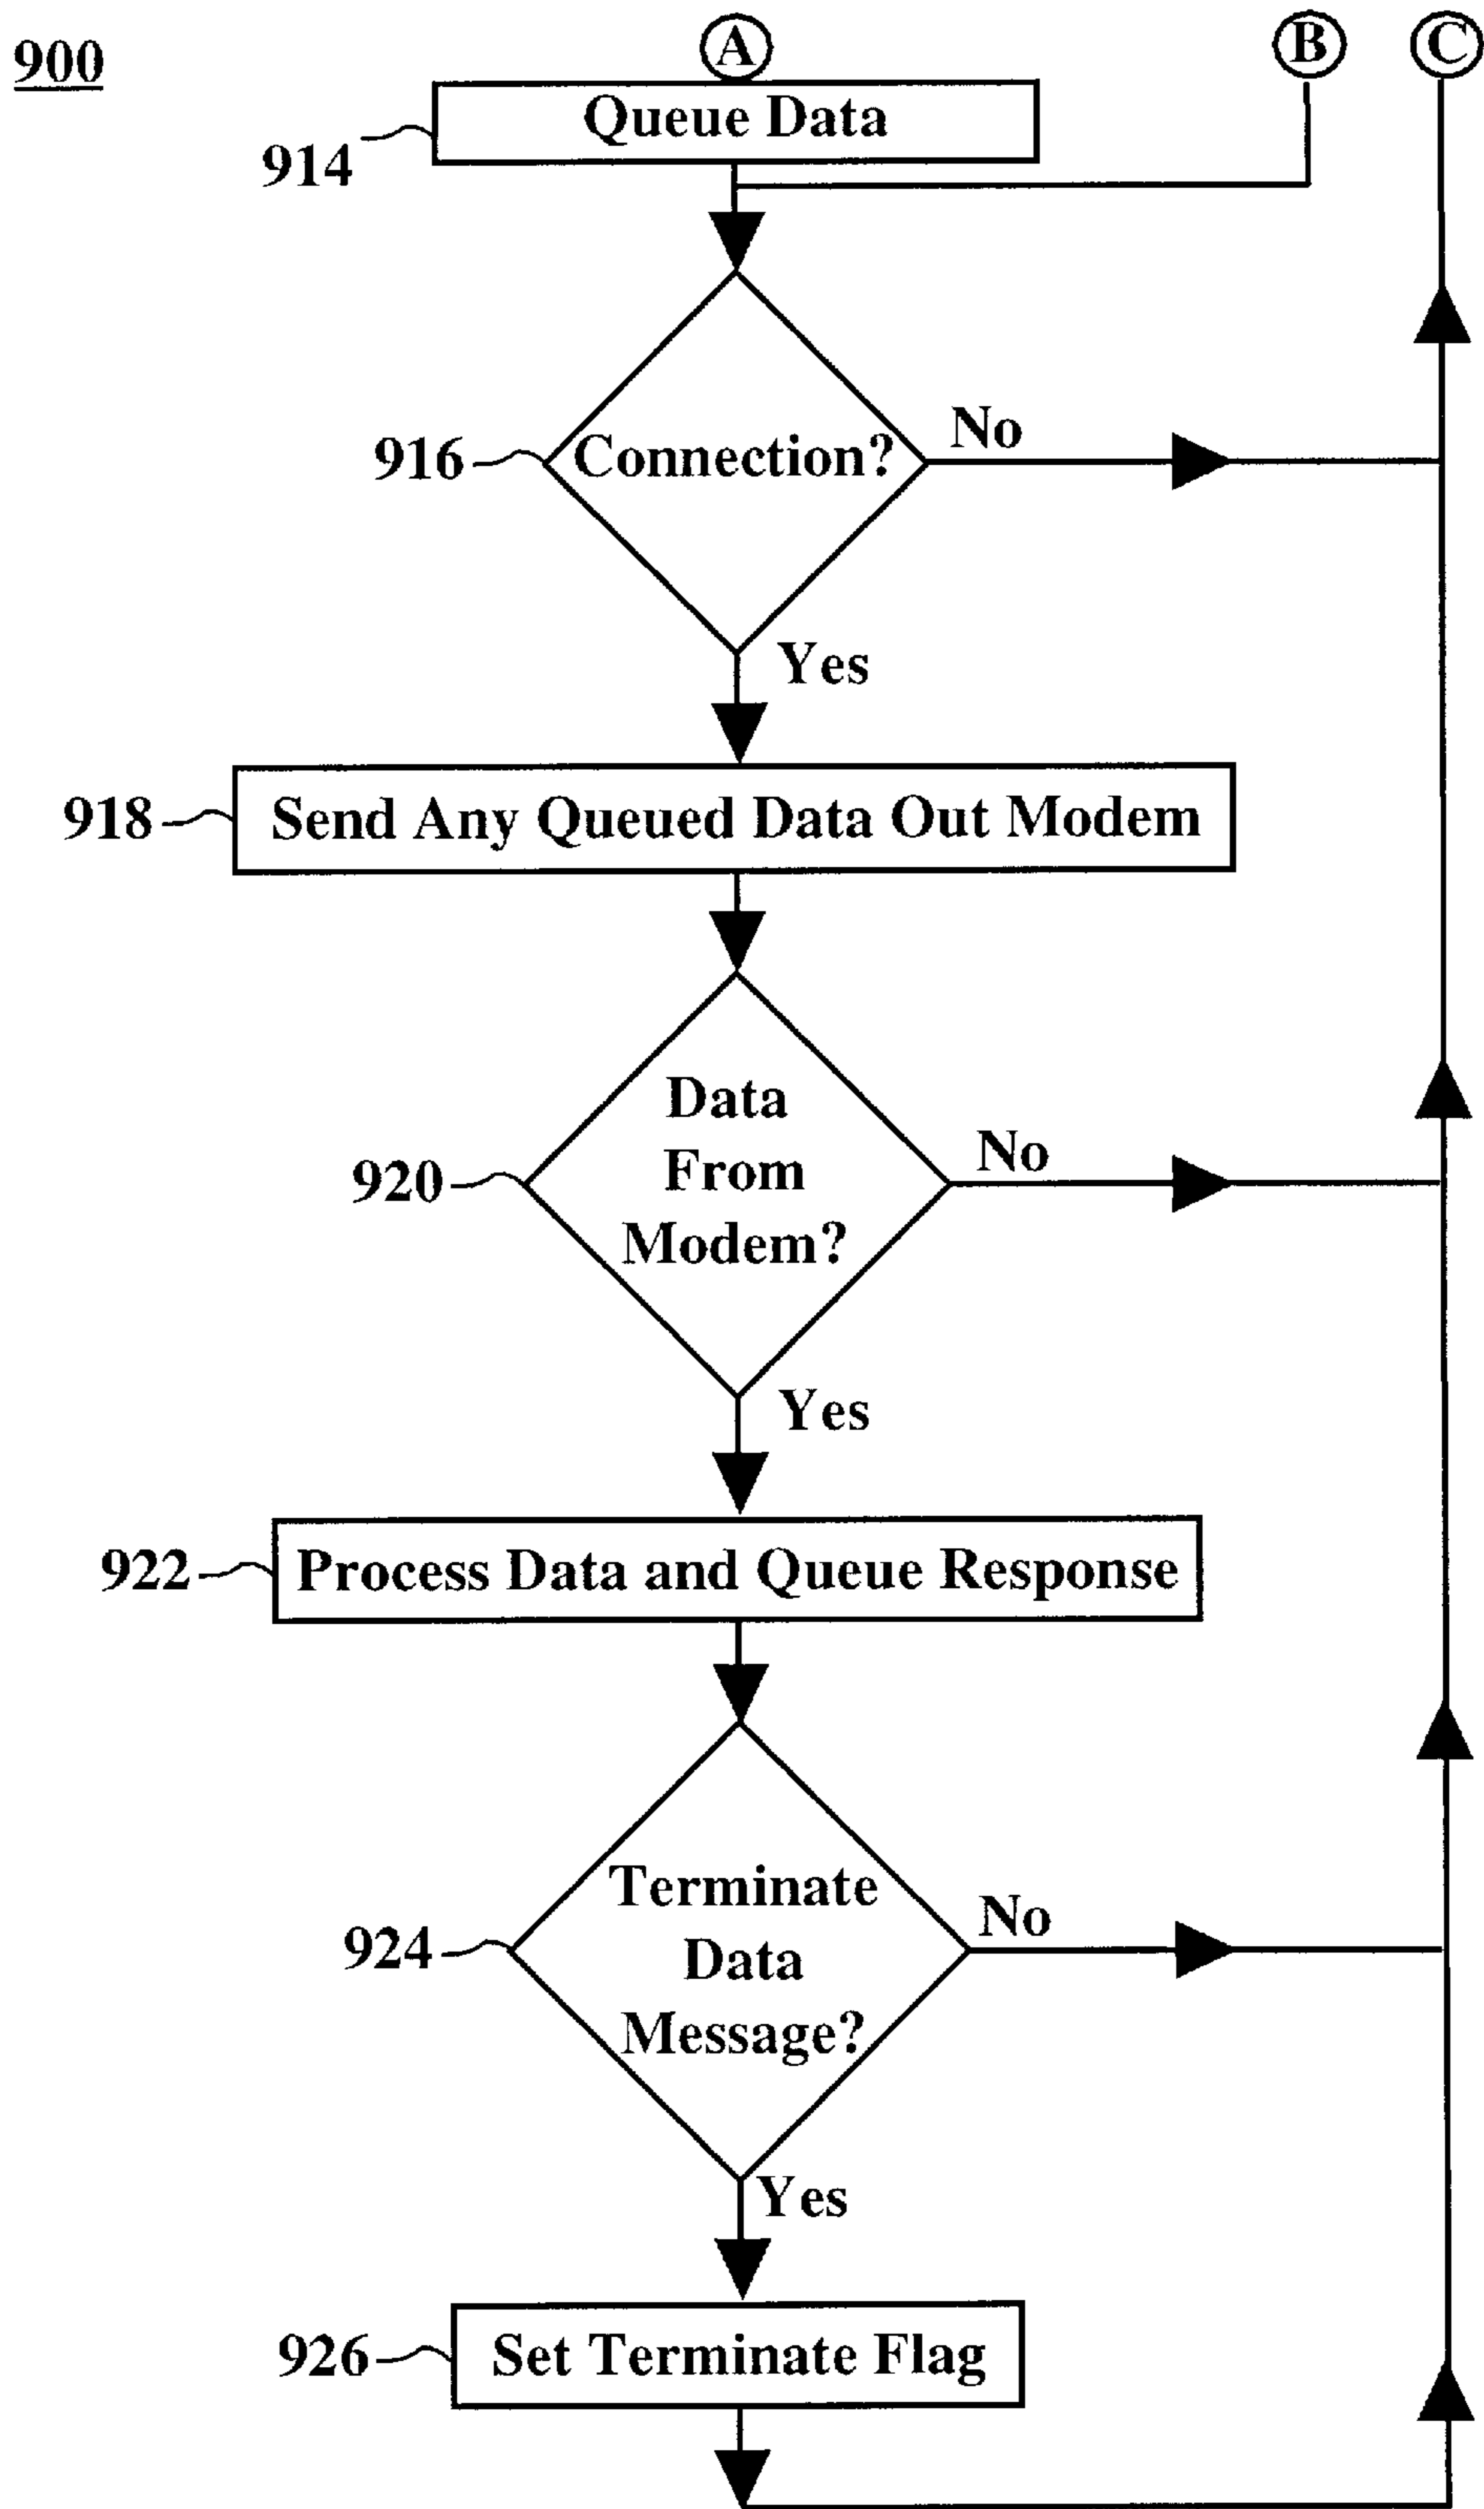 900
A
B
C
Queue Data
914
Connection?
916
No
Yes
918
Send Any Queued Data Out Modem
Data
From
Modem?
920
No
Yes
922
Process Data and Queue Response
Terminate
Data
Message?
924
No
Yes
926
Set Terminate Flag